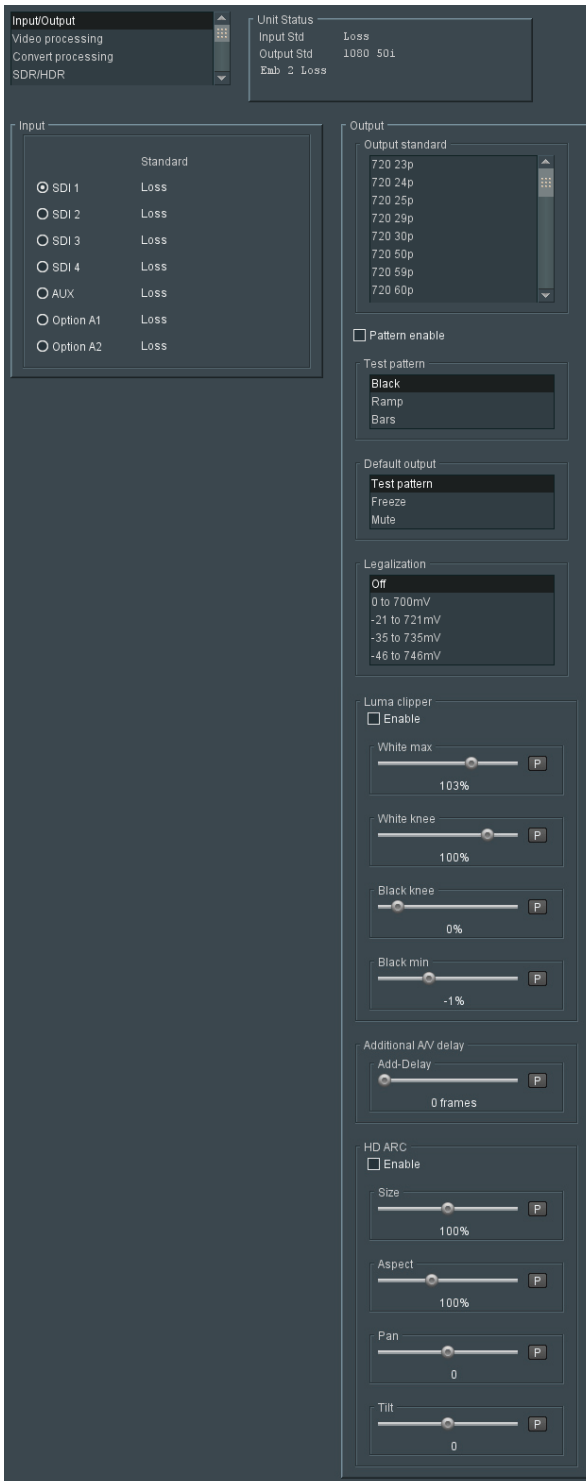 Input/Output
Video processing
Convert processing
SDR/HDR
Unit Status
Input Std Loss
Output Std 1080 50i
Emb 2 Loss
Input
Standard
SDI 1 Loss
SDI 2 Loss
SDI 3 Loss
SDI 4 Loss
AUX Loss
Option A1 Loss
Option A2 Loss
Output
Output standard
720 23p
720 24p
720 25p
720 29p
720 30p
720 50p
720 59p
720 60p
Pattern enable
Test pattern
Black
Ramp
Bars
Default output
Test pattern
Freeze
Mute
Legalization
Off
0 to 700mV
-21 to 721mV
-35 to 735mV
-46 to 746mV
Luma clipper
Enable
White max
P
103%
White knee
P
100%
Black knee
P
0%
Black min
P
-1%
Additional A/V delay
Add-Delay
P
0 frames
HD ARC
Enable
Size
P
100%
Aspect
P
100%
Pan
P
0
Tilt
P
0